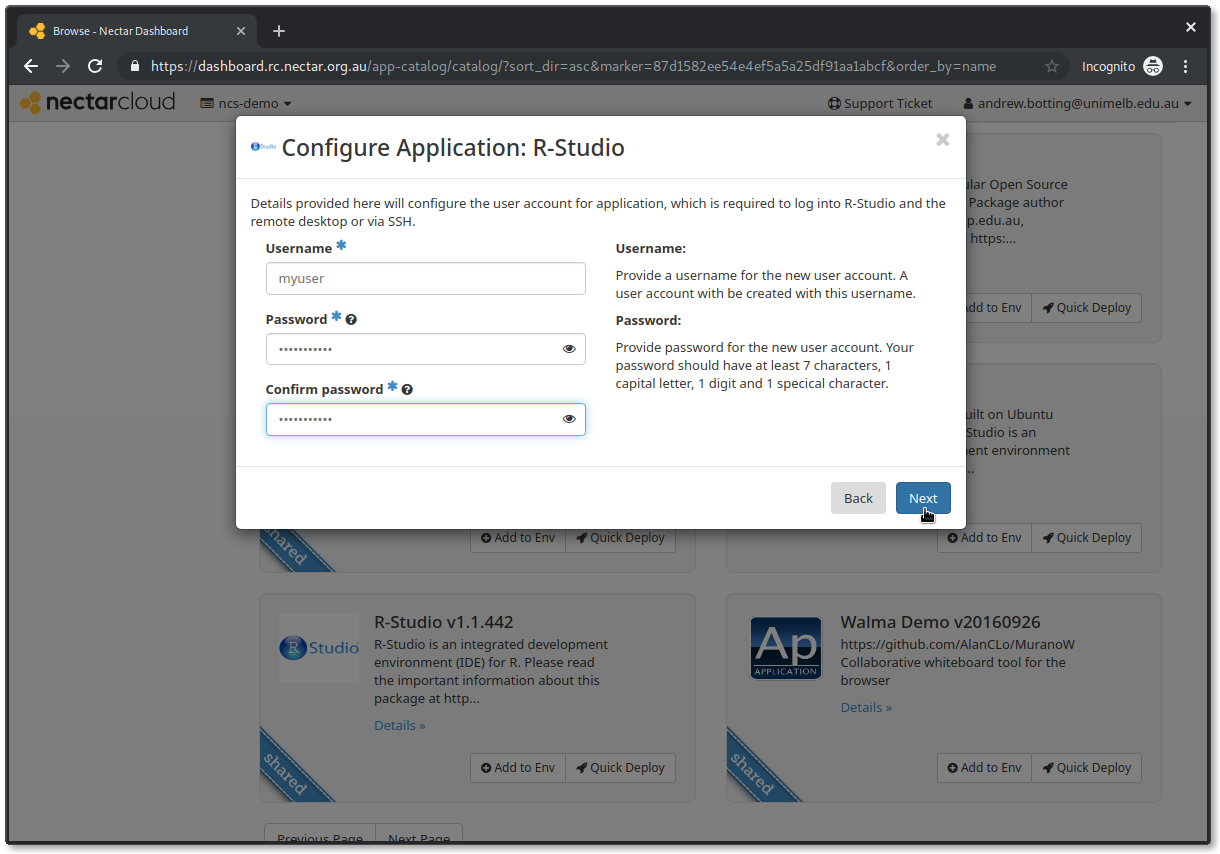 Browse - Nectar Dashboard
https://dashboard.rc.nectar.org.au/app-catalog/catalog/?sort_dir=asc&marker=87d1582ee54e4ef5a5a25df91aa1abcf&order_by=name
Incognito
nectarcloud
ncs-demo
Support Ticket
andrew.botting@unimelb.edu.au
Studio
Configure Application: R-Studio
Details provided here will configure the user account for application, which is required to log into R-Studio and the
remote desktop or via SSH.
Username *
myuser
Password *
•••••••••••
Confirm password *
•••••••••••
Username:
Provide a username for the new user account. A
user account with be created with this username.
Password:
Provide password for the new user account. Your
password should have at least 7 characters, 1
capital letter, 1 digit and 1 specical character.
Back
Next
ular Open Source
Package author
p.edu.au,
https:...
dd to Env
Quick Deploy
uilt on Ubuntu
Studio is an
ent environment
..
shared
Add to Env
Quick Deploy
Add to Env
Quick Deploy
R Studio
R-Studio v1.1.442
R-Studio is an integrated development
environment (IDE) for R. Please read
the important information about this
package at http...
Details »
shared
Add to Env
Quick Deploy
Ap
APPLICATION
Walma Demo v20160926
https://github.com/AlanCLo/MuranoW
Collaborative whiteboard tool for the
browser
Details »
shared
Add to Env
Quick Deploy
Previous Page
Next Page